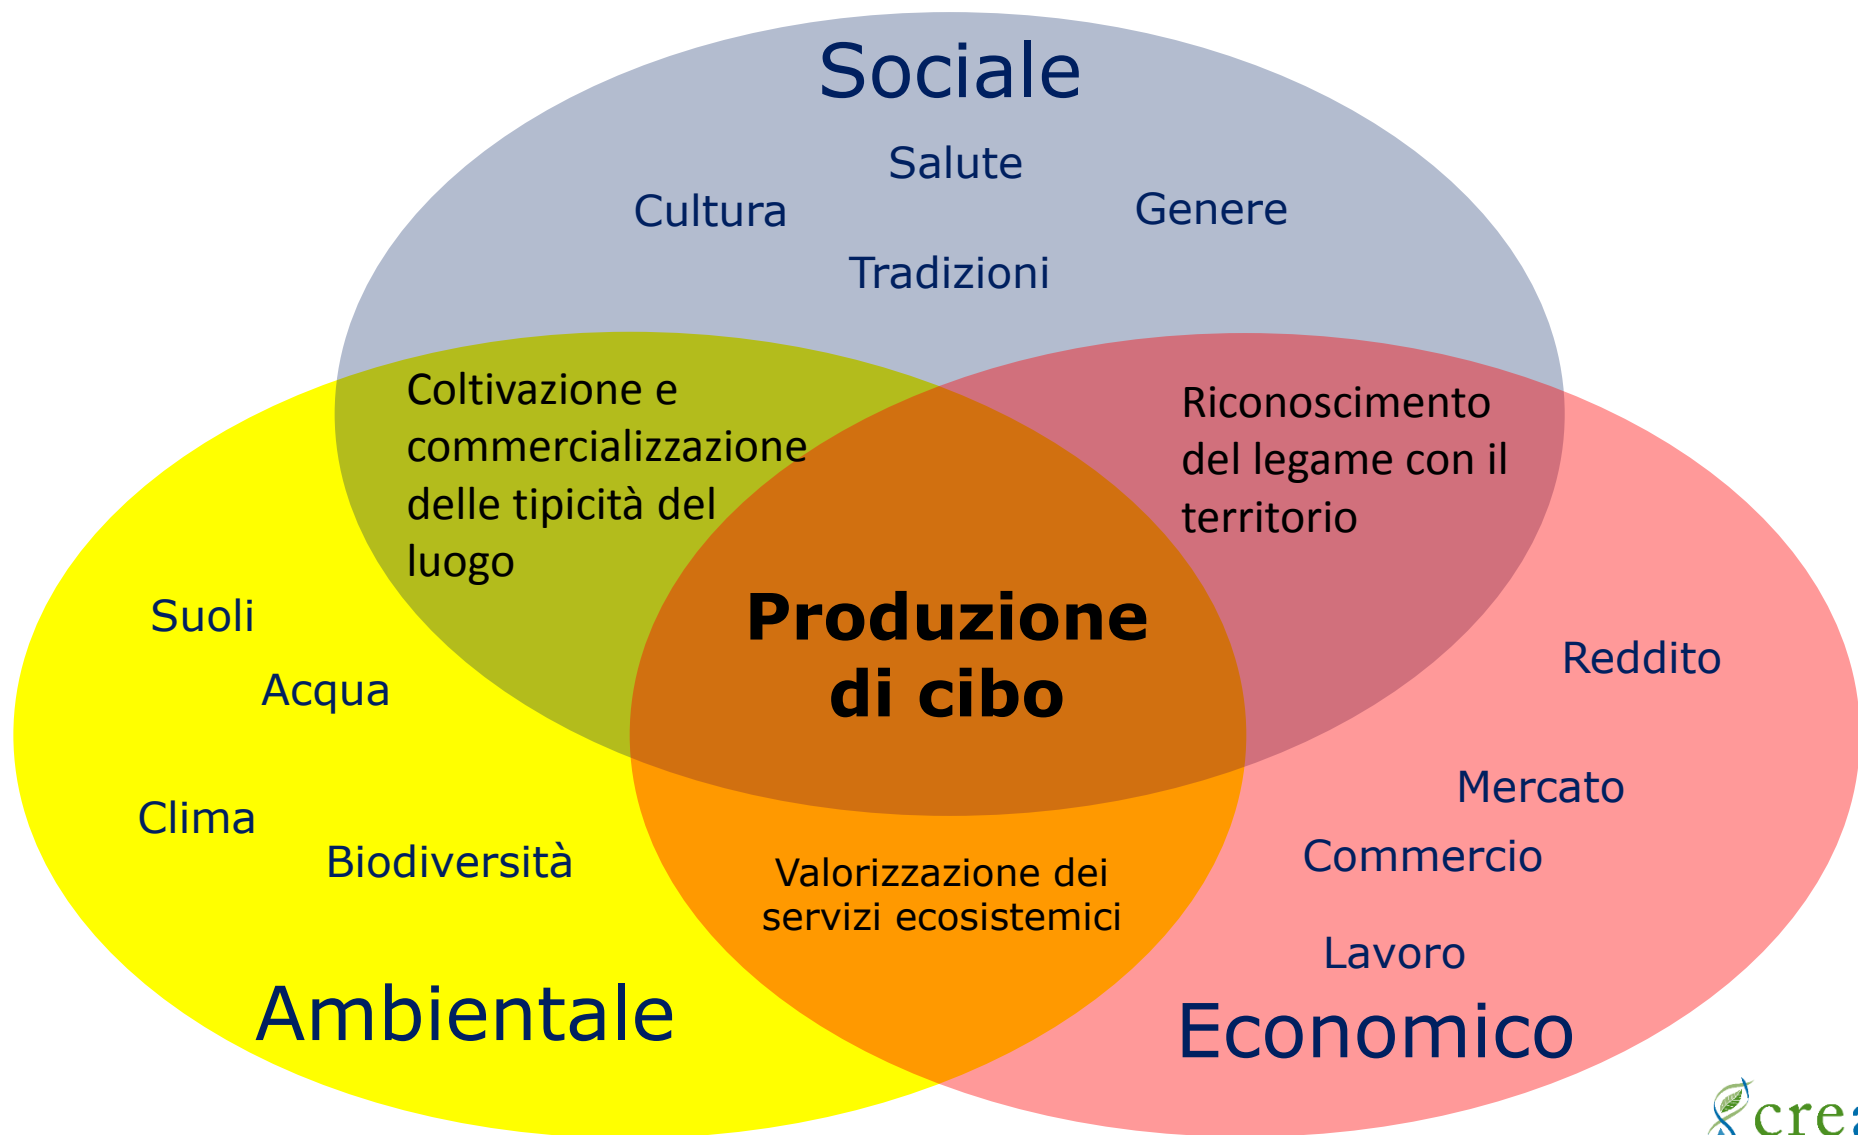 Sociale
Salute
Cultura
Genere
Tradizioni
Coltivazione e
commercializzazione
delle tipicità del
luogo
Riconoscimento
del legame con il
territorio
Produzione
di cibo
Suoli
Acqua
Clima
Biodiversità
Reddito
Mercato
Commercio
Lavoro
Valorizzazione dei
servizi ecosistemici
Ambientale
Economico
crea